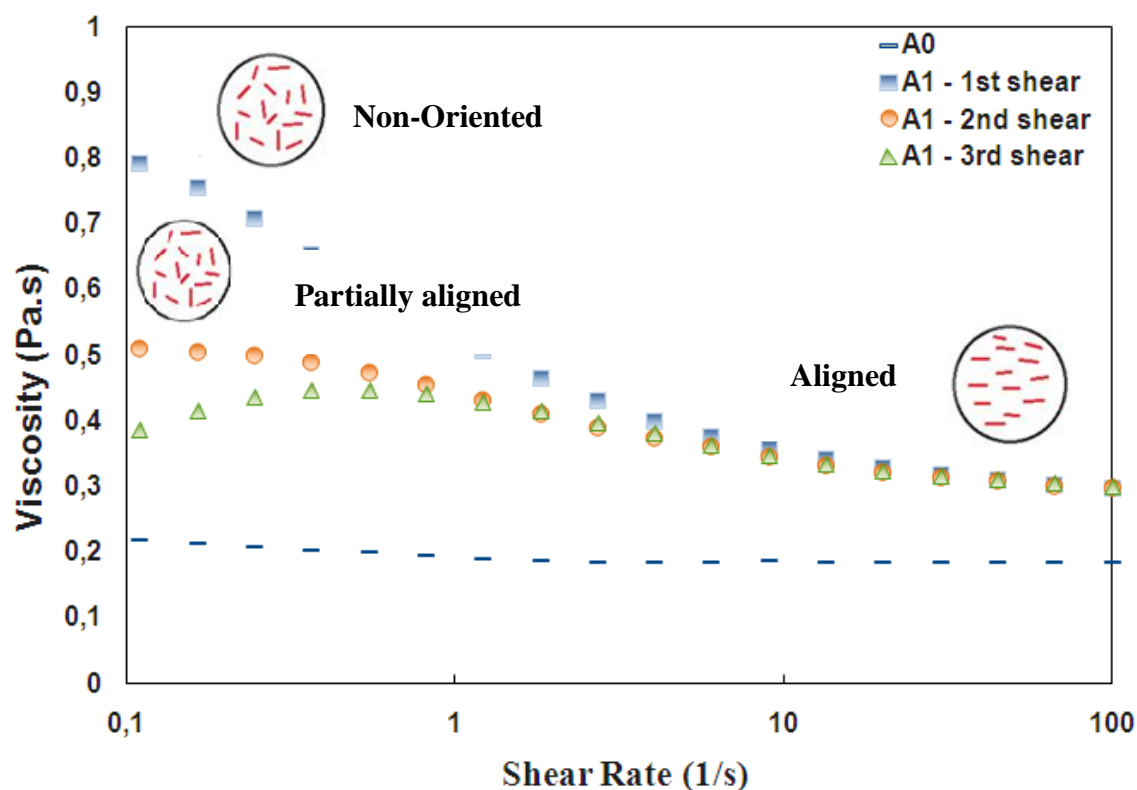 1
0,9
0,8
0,7
0,6
0,5
0,4
0,3
0,2
0,1
0
Viscosity (Pa.s)
Non-Oriented
Partially aligned
Aligned
A0
A1 - 1st shear
A1 - 2nd shear
A1 - 3rd shear
0,1
1
10
100
Shear Rate (1/s)